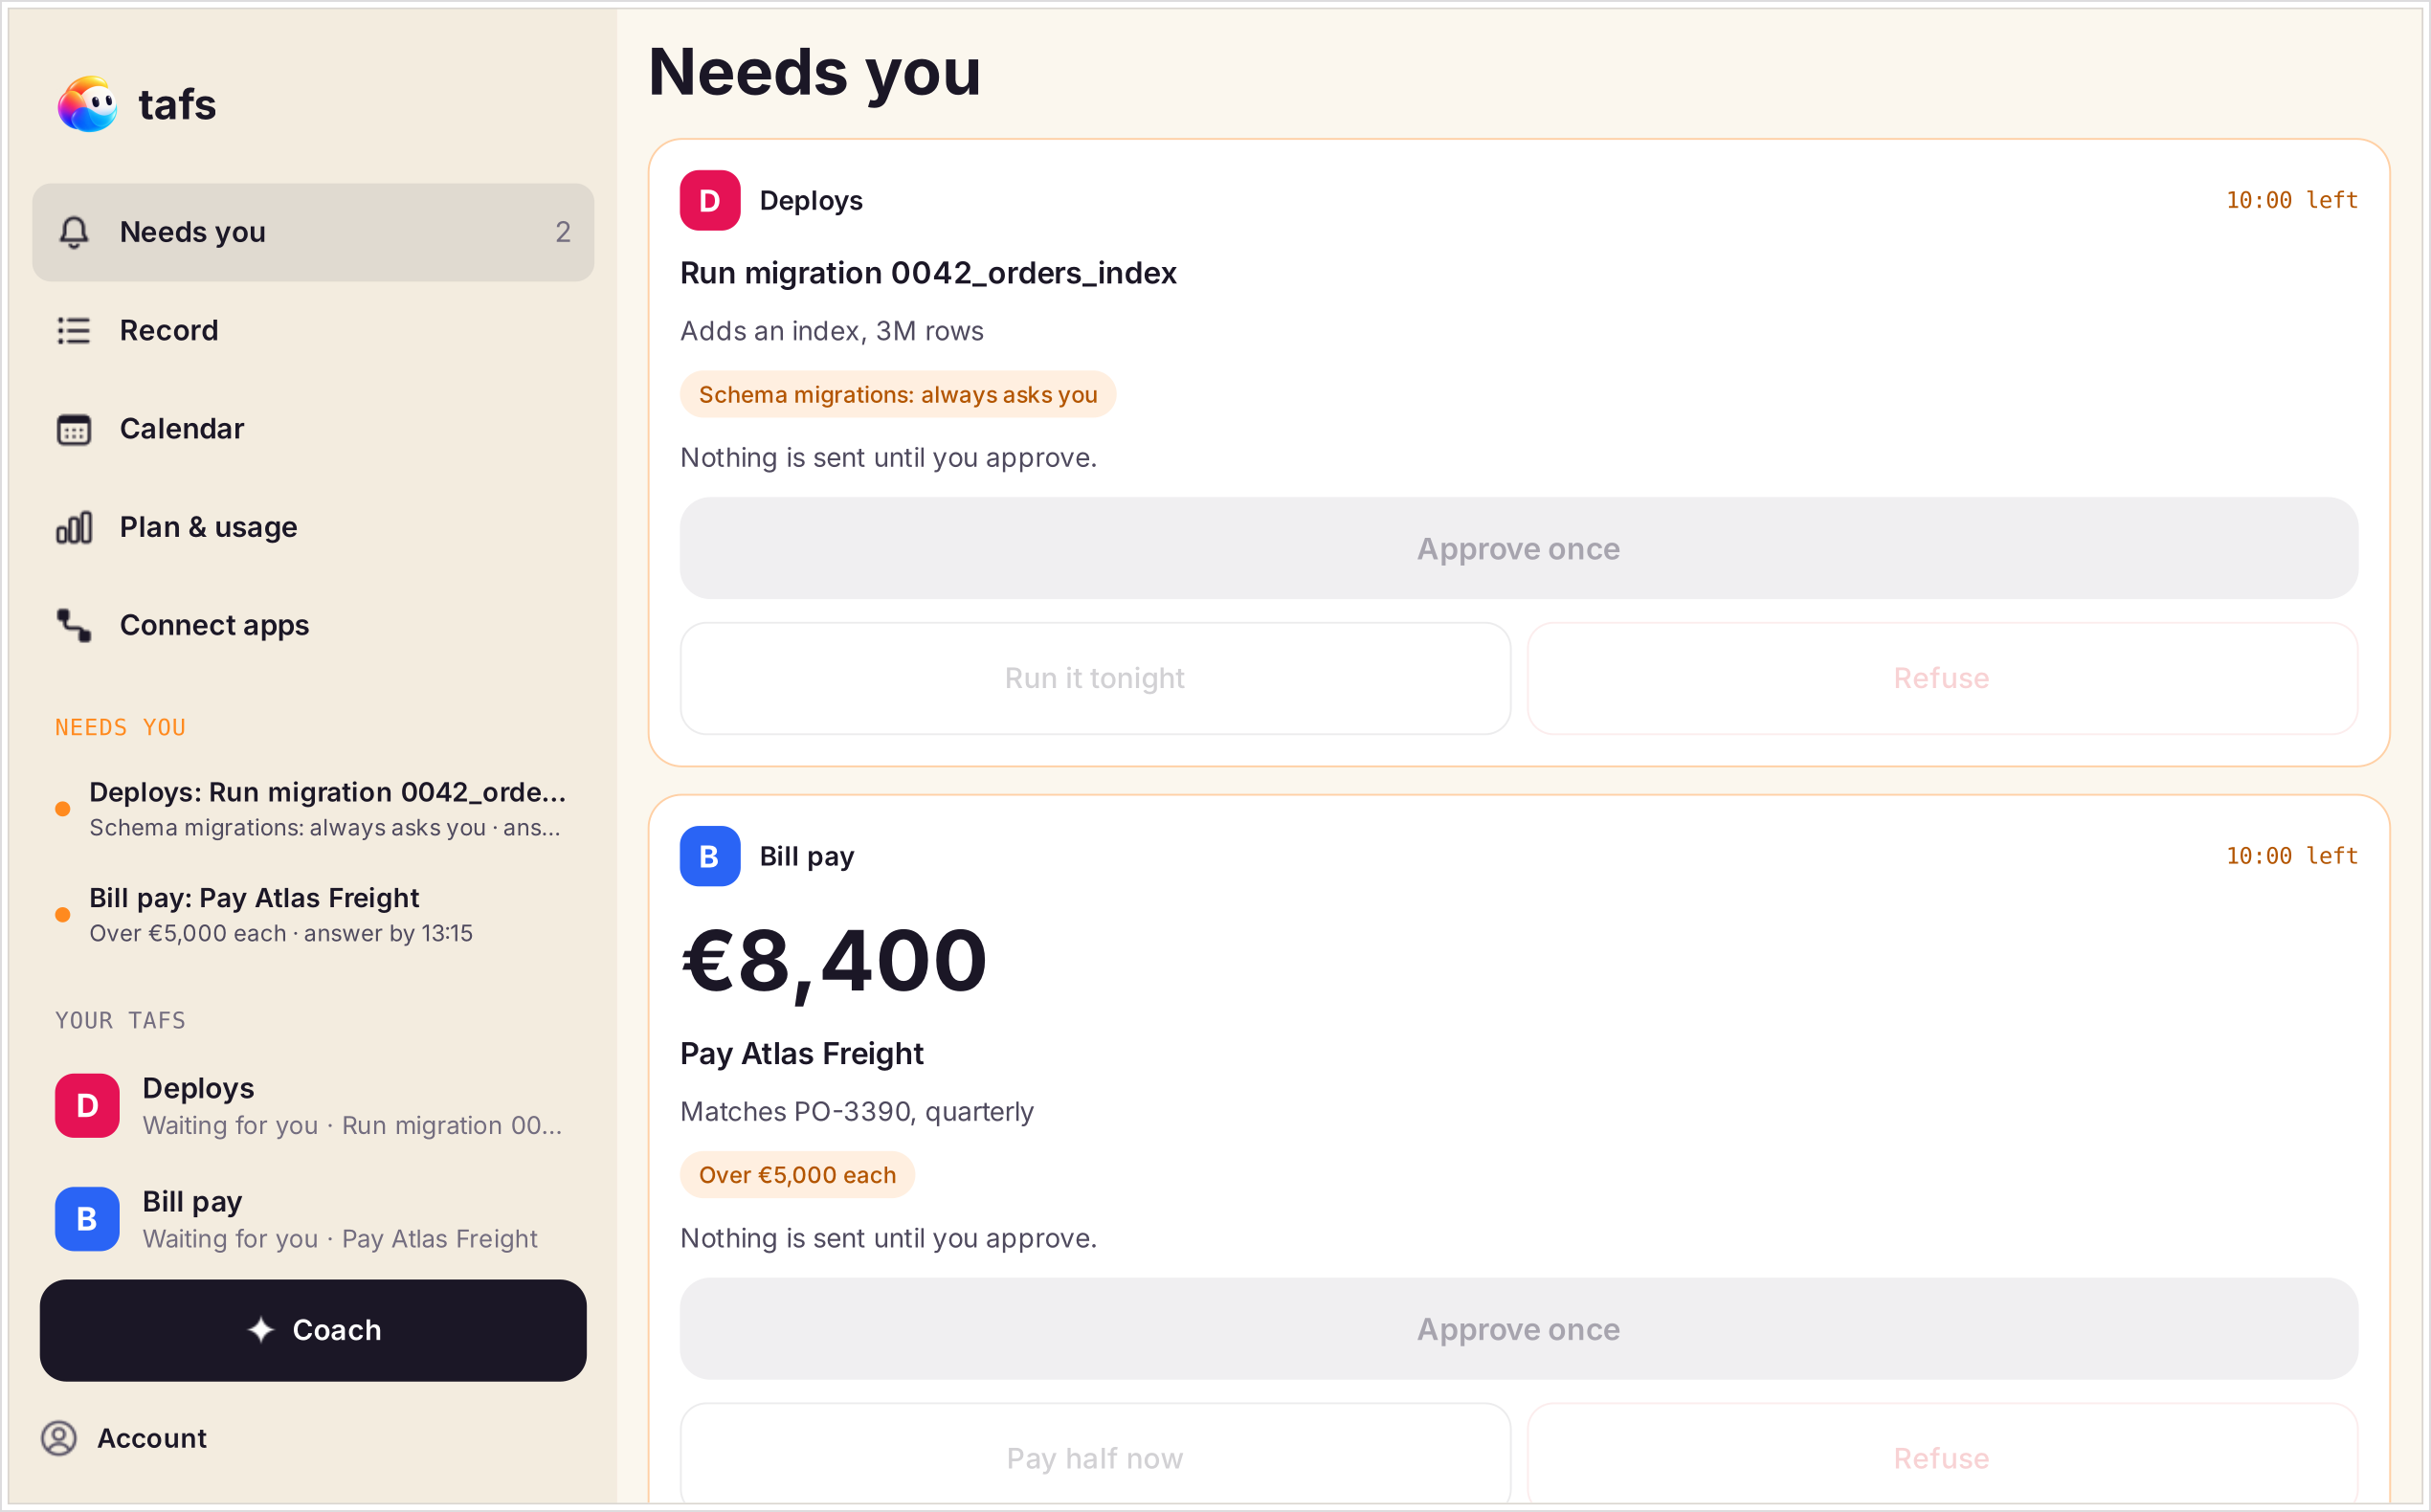 tafs
Needs you 2
Record
Calendar
Plan & usage
Connect apps
NEEDS YOU
Deploys: Run migration 0042_orde...
Schema migrations: always asks you · ans...
Bill pay: Pay Atlas Freight
Over €5,000 each · answer by 13:15
YOUR TAFS
D Deploys
Waiting for you · Run migration 00...
B Bill pay
Waiting for you · Pay Atlas Freight
Coach
Account
Needs you
D Deploys 10:00 left
Run migration 0042_orders_index
Adds an index, 3M rows
Schema migrations: always asks you
Nothing is sent until you approve.
Approve once
Run it tonight Refuse
B Bill pay 10:00 left
€8,400
Pay Atlas Freight
Matches PO-3390, quarterly
Over €5,000 each
Nothing is sent until you approve.
Approve once
Pay half now Refuse